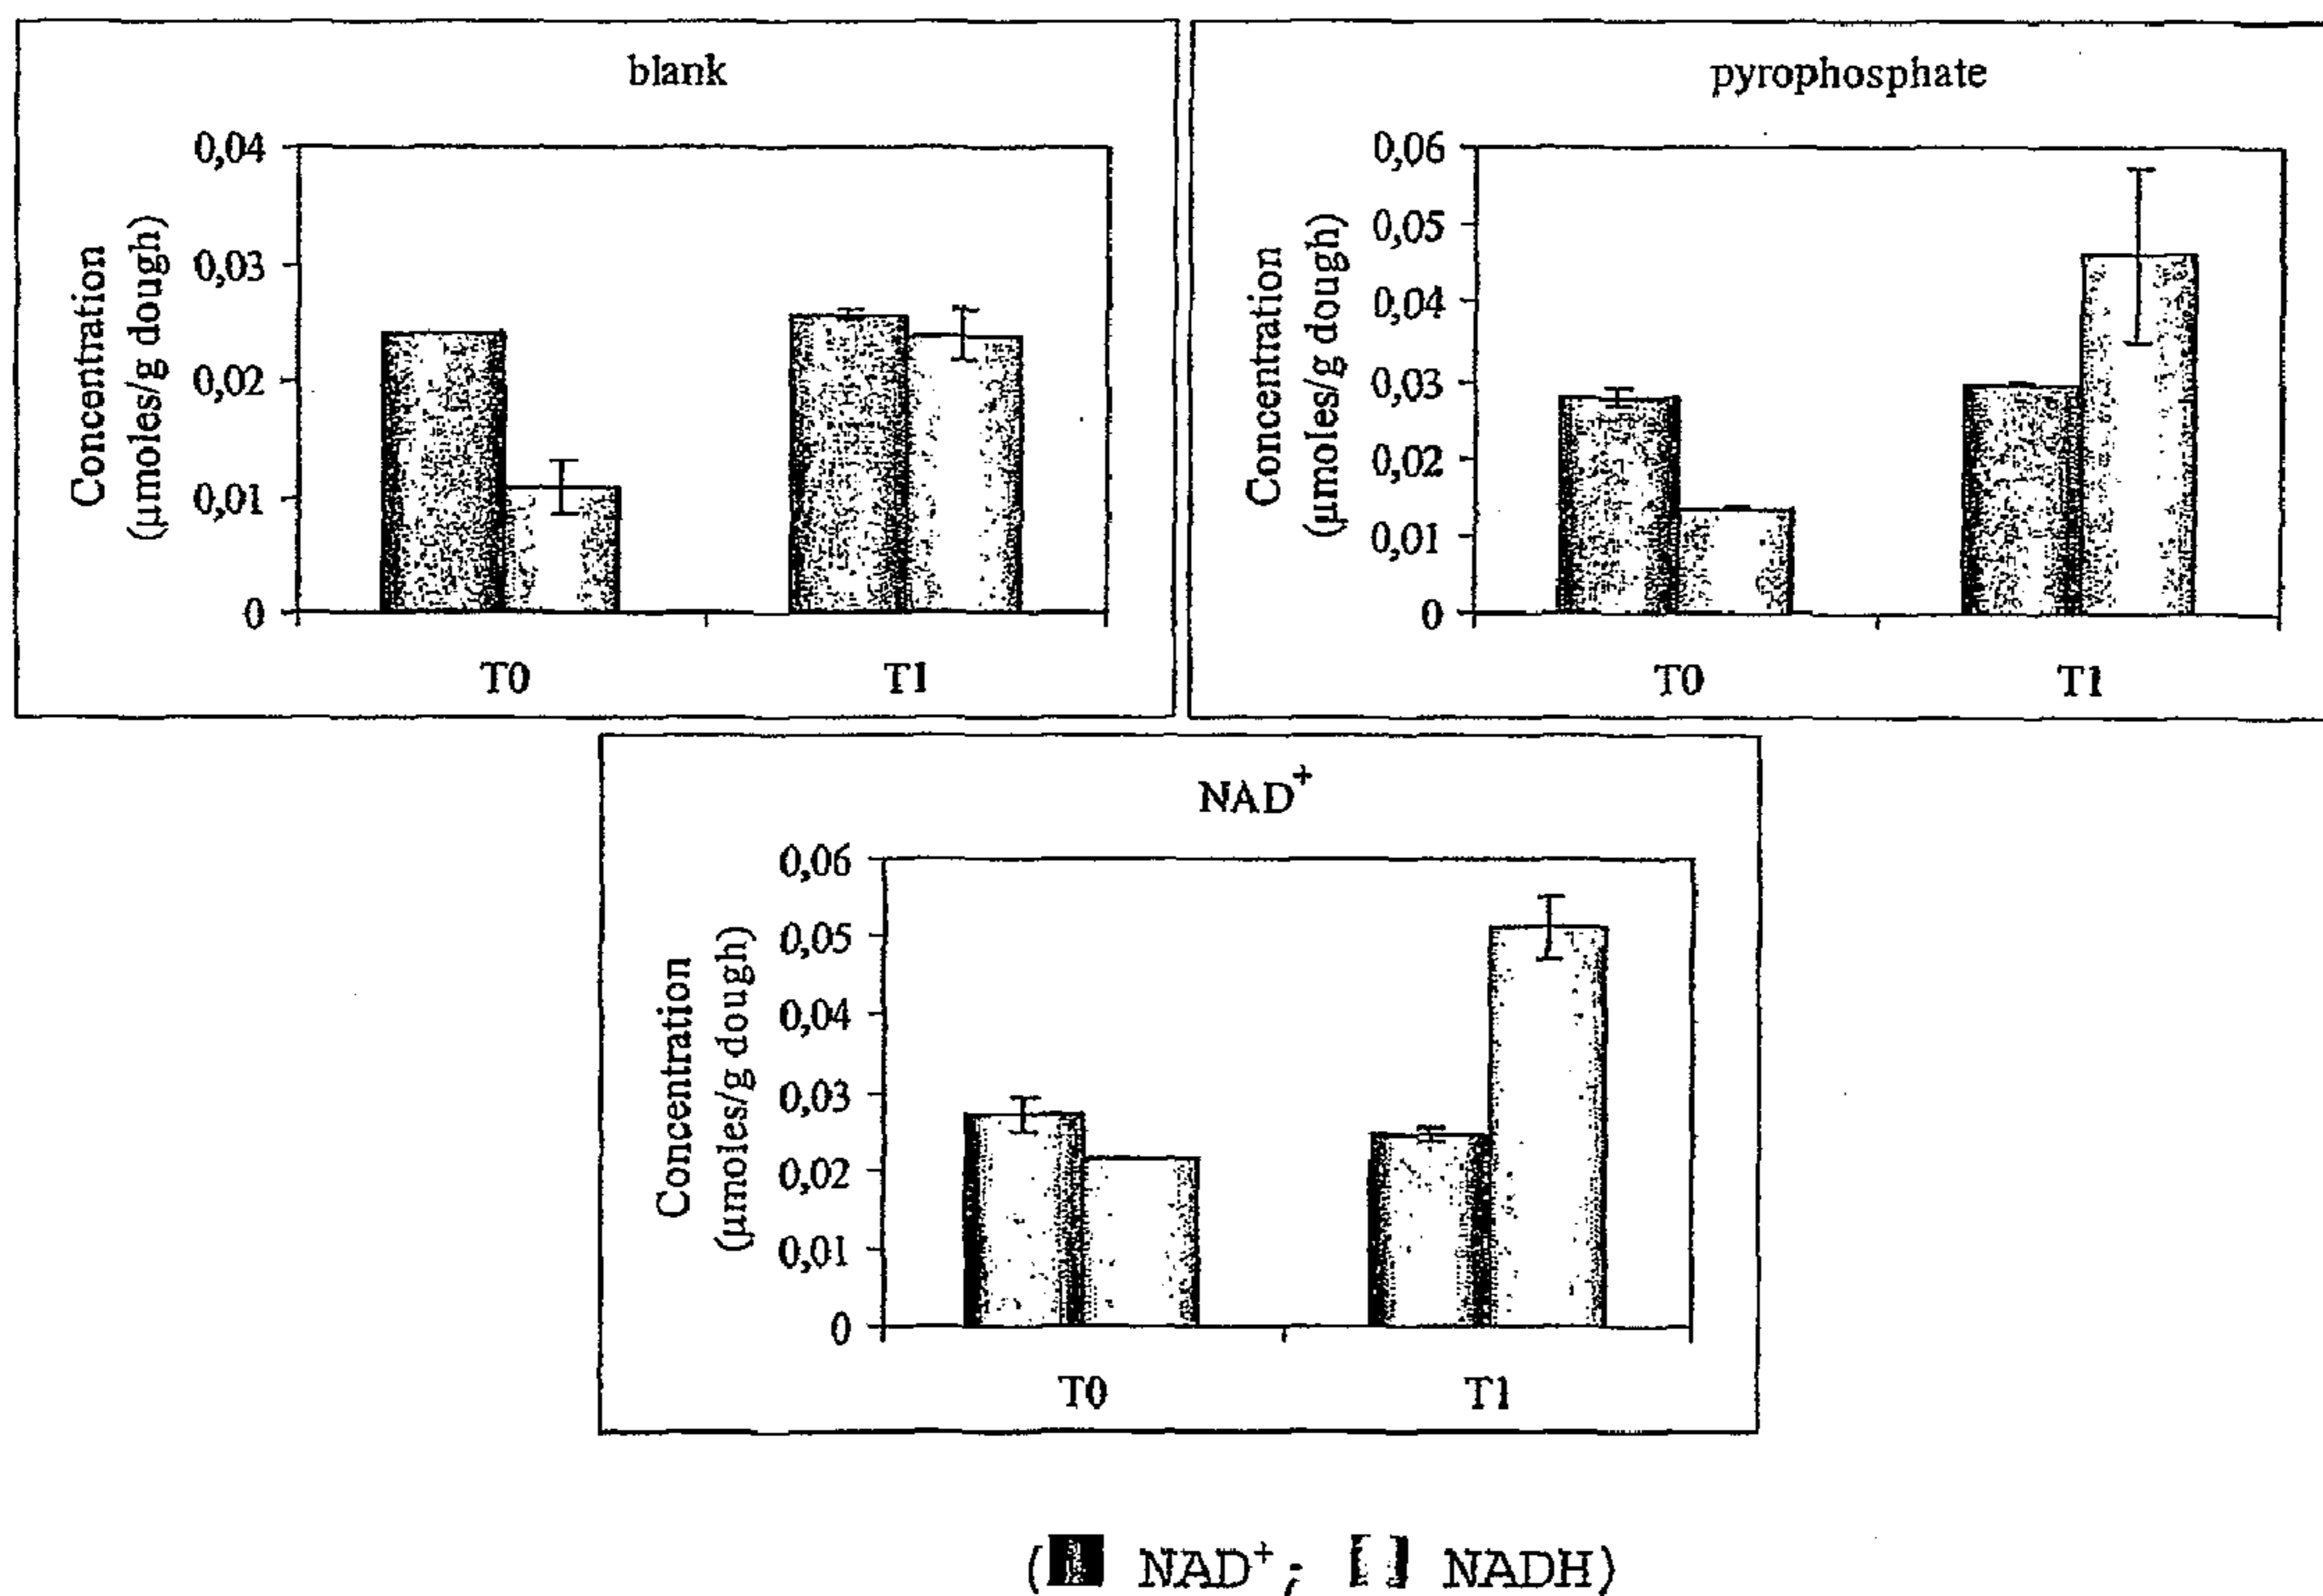 blank
0,04
0,03
0,02
0,01
0
Concentration
(µmoles/g dough)
T0 T1
pyrophosphate
0,06
0,05
0,04
0,03
0,02
0,01
0
Concentration
(µmoles/g dough)
T0 T1
NAD⁺
0,06
0,05
0,04
0,03
0,02
0,01
0
Concentration
(µmoles/g dough)
T0 T1
( NAD⁺; NADH)